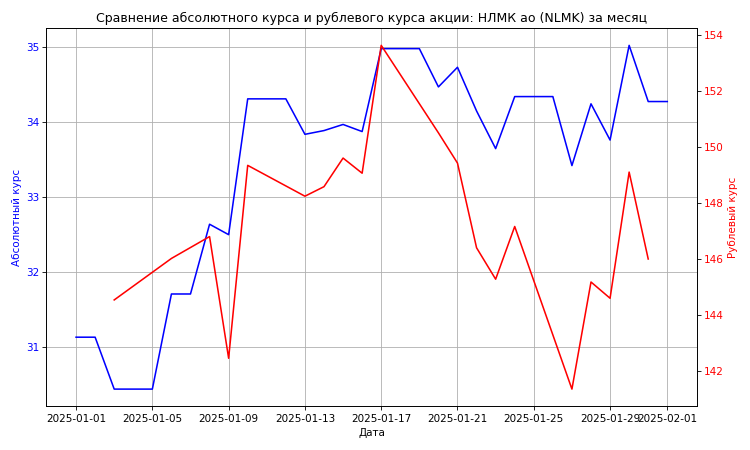 Сравнение абсолютного курса и рублевого курса акции: НЛМК ао (NLMK) за месяц
35
34
33
32
31
Абсолютный курс
154
152
150
148
146
144
142
Рублевый курс
2025-01-01 2025-01-05 2025-01-09 2025-01-13 2025-01-17 2025-01-21 2025-01-25 2025-01-29 2025-02-01
Дата